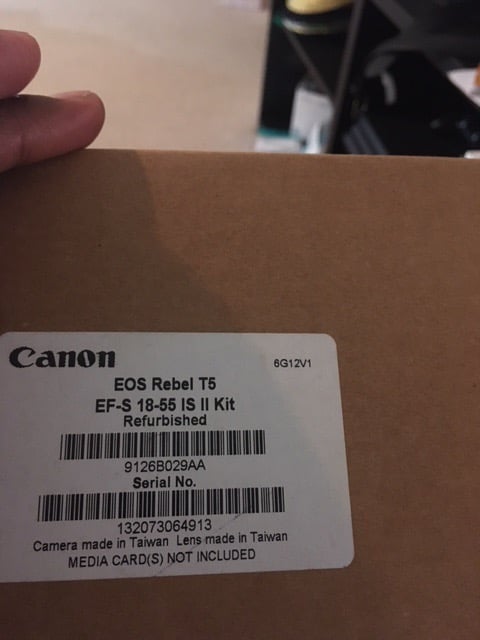 Canon
6G12V1
EOS Rebel T5
EF-S 18-55 IS II Kit
Refurbished
9126B029AA
Serial No.
132073064913
Camera made in Taiwan Lens made in Taiwan
MEDIA CARD(S) NOT INCLUDED